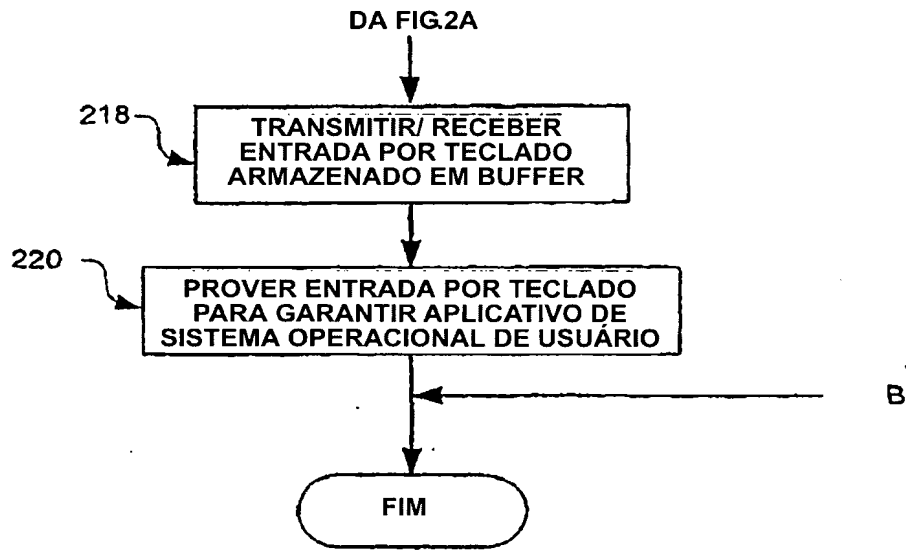 DA FIG.2A
218
TRANSMITIR/ RECEBER
ENTRADA POR TECLADO
ARMAZENADO EM BUFFER
220
PROVER ENTRADA POR TECLADO
PARA GARANTIR APLICATIVO DE
SISTEMA OPERACIONAL DE USUÁRIO
B
FIM